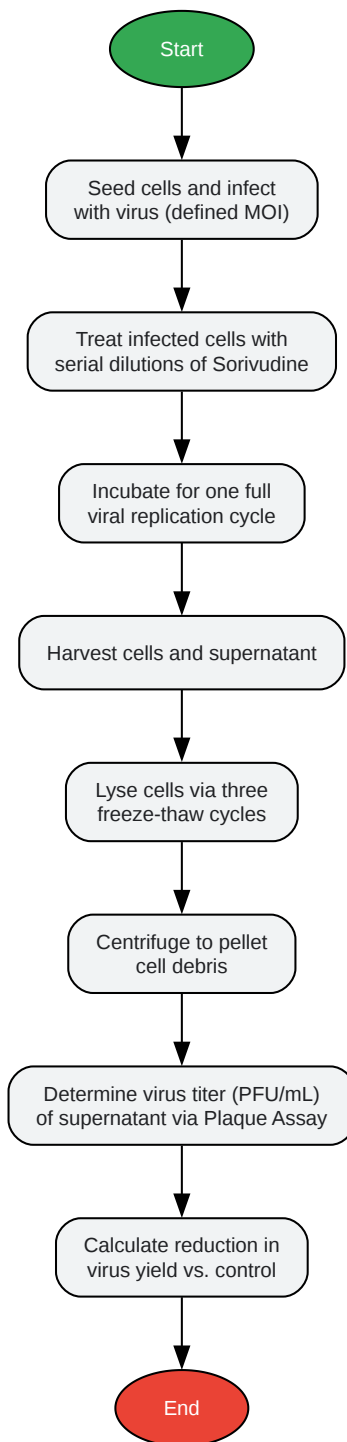 Start
Seed cells and infect
with virus (defined MOI)
Treat infected cells with
serial dilutions of Sorivudine
Incubate for one full
viral replication cycle
Harvest cells and supernatant
Lyse cells via three
freeze-thaw cycles
Centrifuge to pellet
cell debris
Determine virus titer (PFU/mL)
of supernatant via Plaque Assay
Calculate reduction in
virus yield vs. control
End